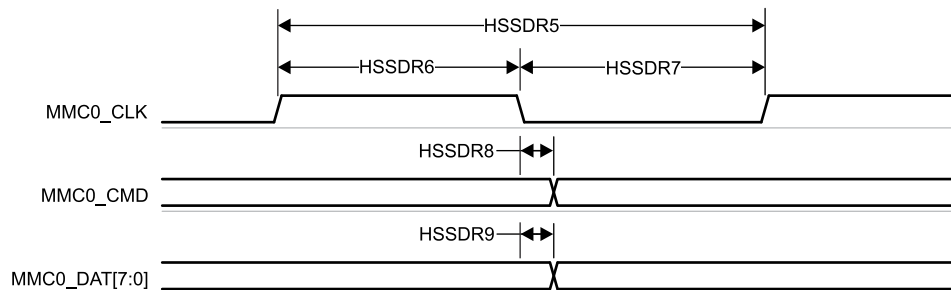 HSSDR5
HSSDR6 HSSDR7
MMC0_CLK
HSSDR8
MMC0_CMD
HSSDR9
MMC0_DAT[7:0]